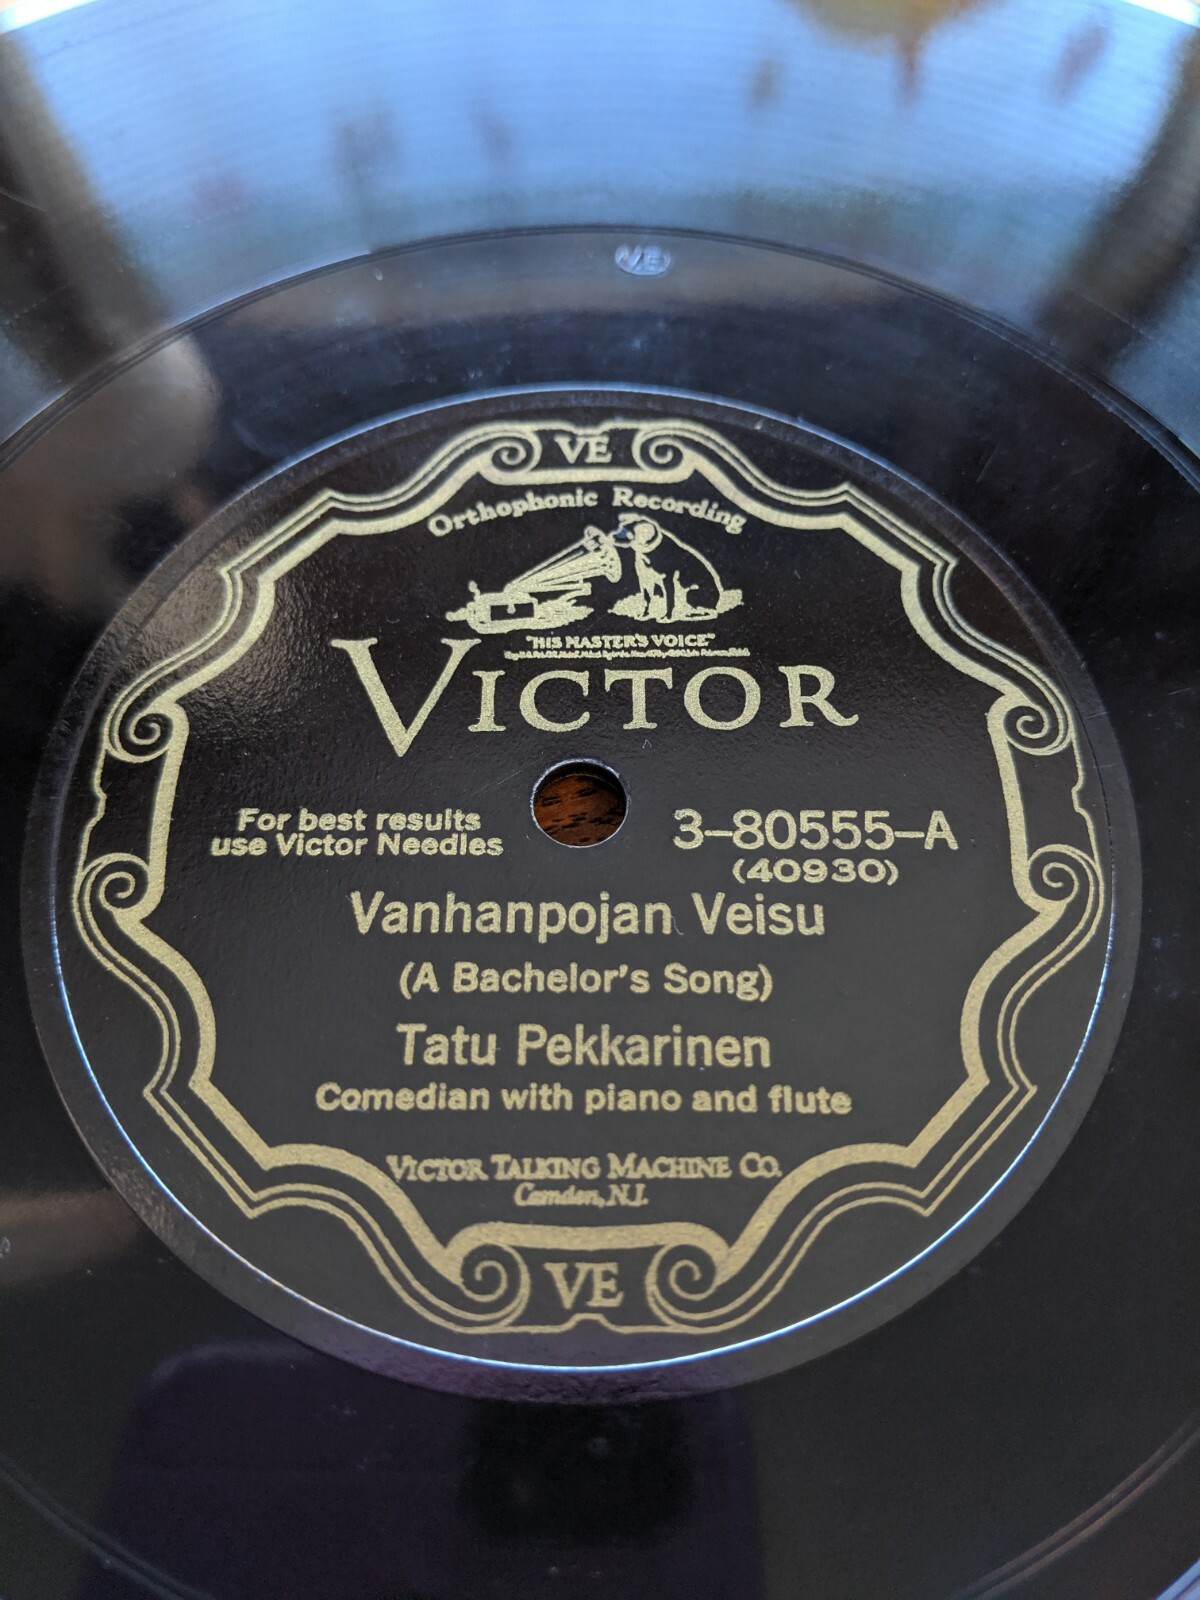 VE
VE
Orthophonic Recording
"HIS MASTER'S VOICE"
VICTOR
For best results
use Victor Needles
3-80555-A
(40930)
Vanhanpojan Veisu
(A Bachelor's Song)
Tatu Pekkarinen
Comedian with piano and flute
VICTOR TALKING MACHINE CO.
Camden, N.J.
VE